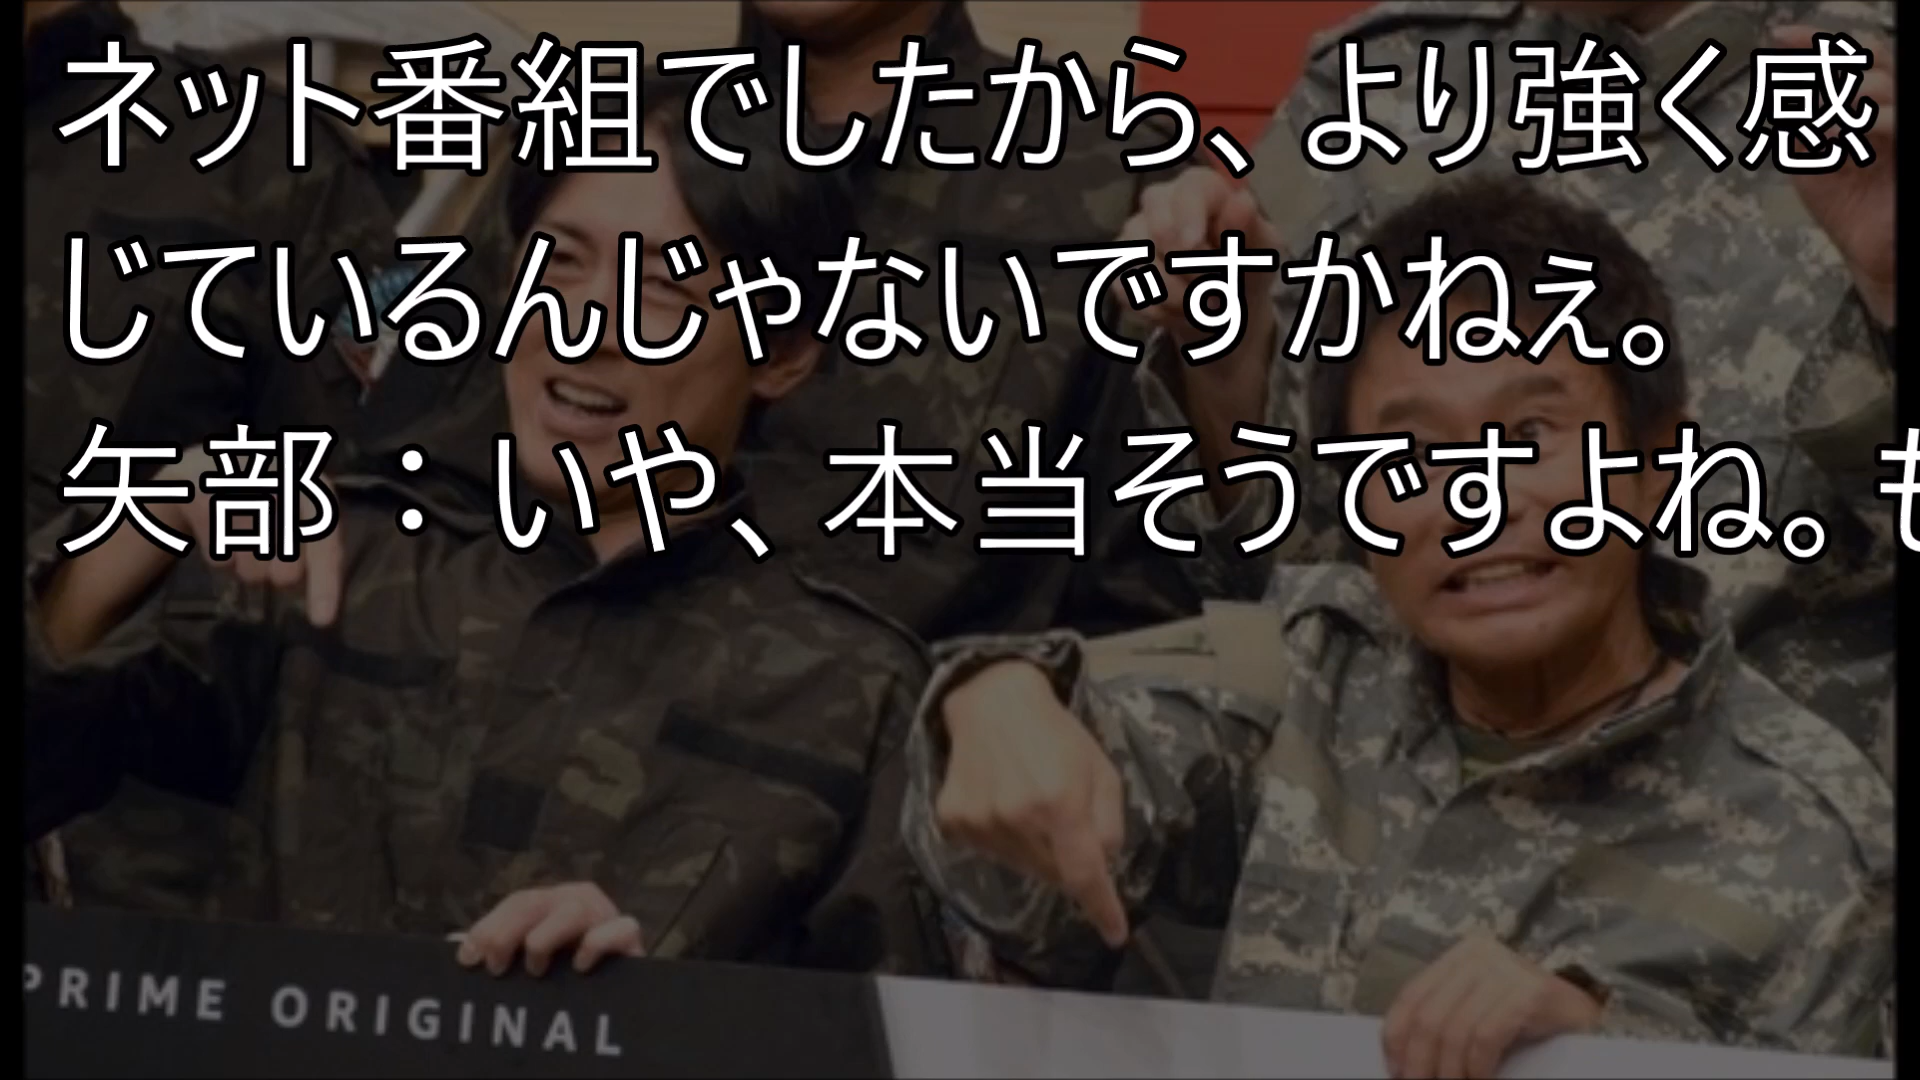 ネット番組でしたから、より強く感
じているんじゃないですかねぇ。
矢部：いや、本当そうですよね。も
PRIME ORIGINAL